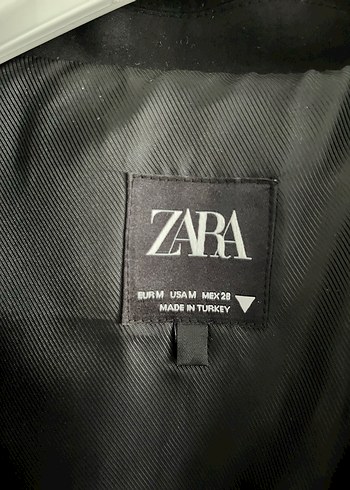 ZARA
EUR M USA M MEX 28
MADE IN TURKEY